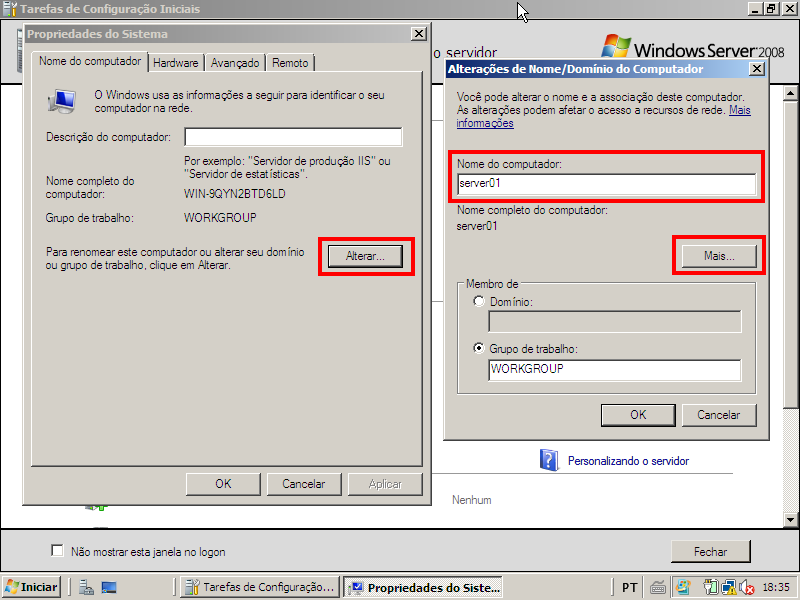 Tarefas de Configuração Iniciais
Propriedades do Sistema
Nome do computador
Hardware
Avançado
Remoto
O Windows usa as informações a seguir para identificar o seu
computador na rede.
Descrição do computador:
Por exemplo: "Servidor de produção IIS" ou
"Servidor de estatísticas".
Nome completo do
computador:
WIN-9QYN2BTD6LD
Grupo de trabalho:
WORKGROUP
Para renomear este computador ou alterar seu domínio
ou grupo de trabalho, clique em Alterar.
Alterar...
OK
Cancelar
Aplicar
o servidor
Windows Server 2008
Alterações de Nome/Domínio do Computador
Você pode alterar o nome e a associação deste computador.
As alterações podem afetar o acesso a recursos de rede. Mais
informações
Nome do computador:
server01
Nome completo do computador:
server01
Mais...
Membro de
Domínio:
Grupo de trabalho:
WORKGROUP
OK
Cancelar
Personalizando o servidor
Nenhum
Não mostrar esta janela no logon
Fechar
Iniciar
Tarefas de Configuração...
Propriedades do Siste...
PT
18:35